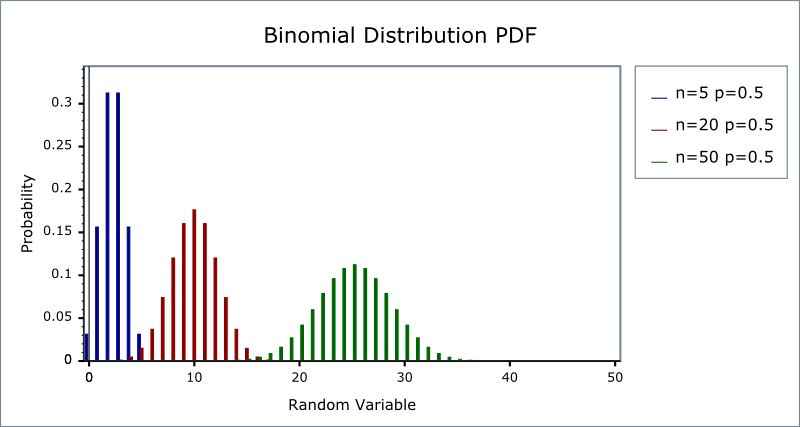 Binomial Distribution PDF
n=5 p=0.5
n=20 p=0.5
n=50 p=0.5
Probability
0.3
0.25
0.2
0.15
0.1
0.05
0
0 10 20 30 40 50
Random Variable